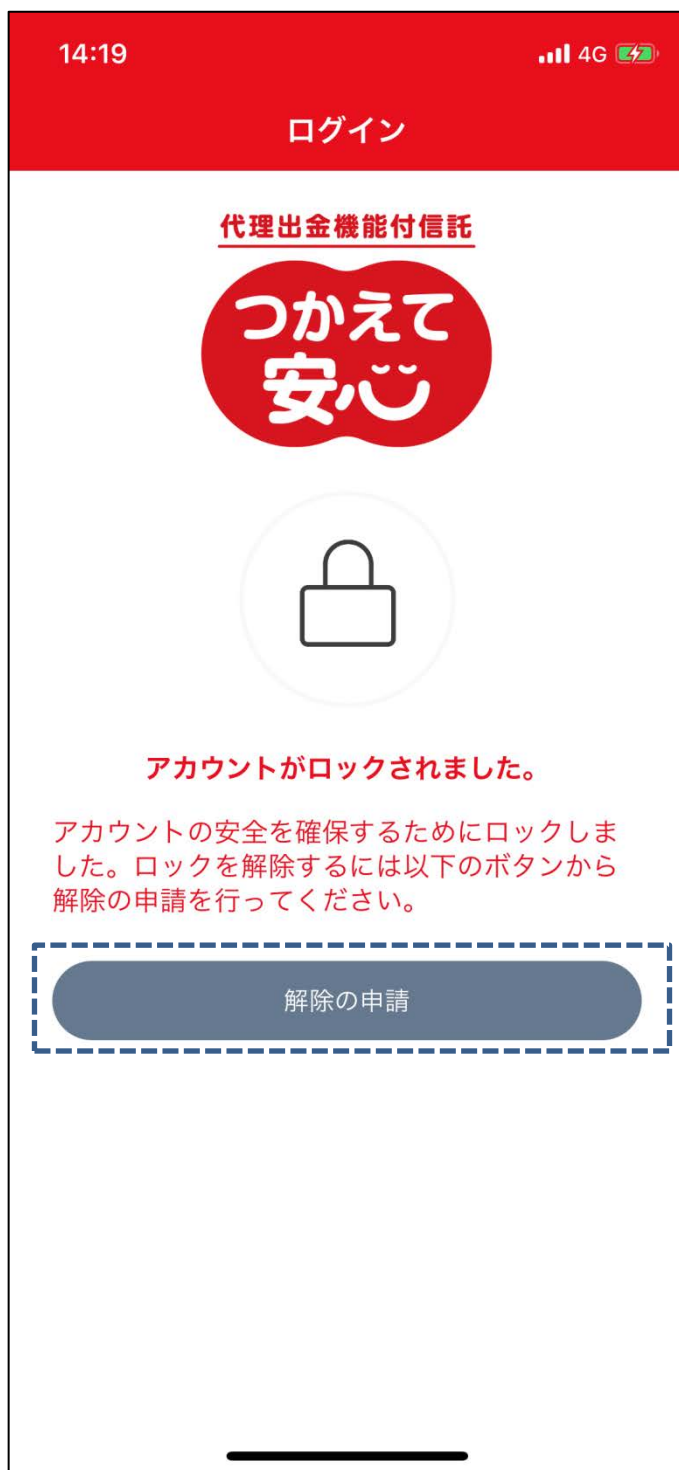 14:19 4G
ログイン
代理出金機能付信託
つかえて
安心
アカウントがロックされました。
アカウントの安全を確保するためにロックしま
した。ロックを解除するには以下のボタンから
解除の申請を行ってください。
解除の申請